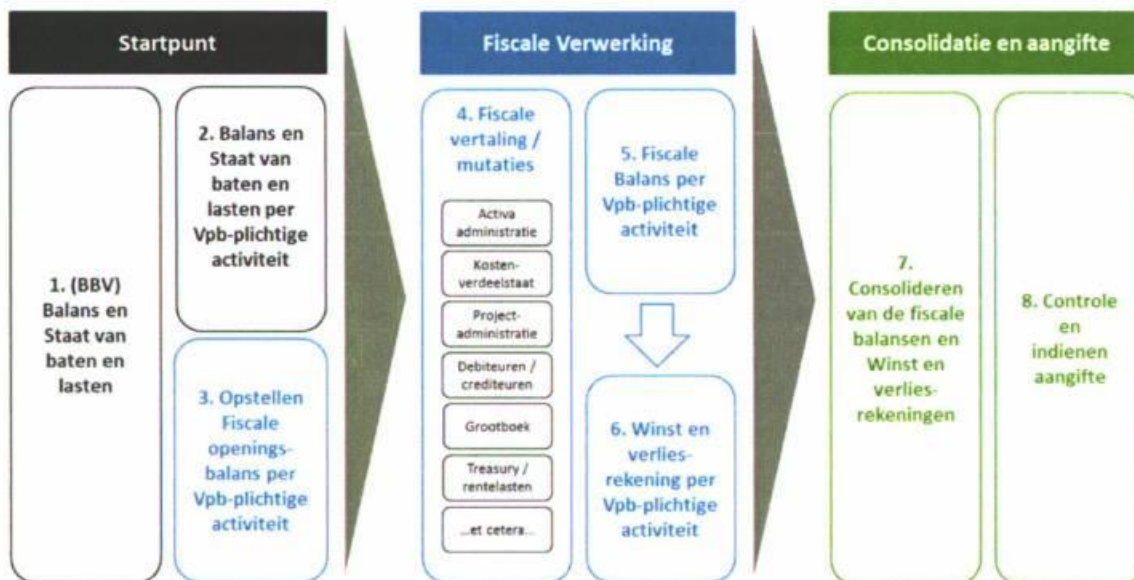 Startpunt
Fiscale Verwerking
Consolidatie en aangifte
1. (BBV)
Balans en
Staat van
baten en
lasten
2. Balans en
Staat van
baten en
lasten per
Vpb-plichtige
activiteit
3. Opstellen
Fiscale
openings-
balans per
Vpb-plichtige
activiteit
4. Fiscale
vertaling /
mutaties
Activa
administratie
Kosten-
verdeelstaat
Project-
administratie
Debiteuren /
crediteuren
Grootboek
Treasury /
rentelasten
...et cetera...
5. Fiscale
Balans per
Vpb-plichtige
activiteit
6. Winst en
verlies-
rekening per
Vpb-plichtige
activiteit
7.
Consolideren
van de fiscale
balansen en
Winst en
verlies-
rekeningen
8. Controle
en
indienen
aangifte